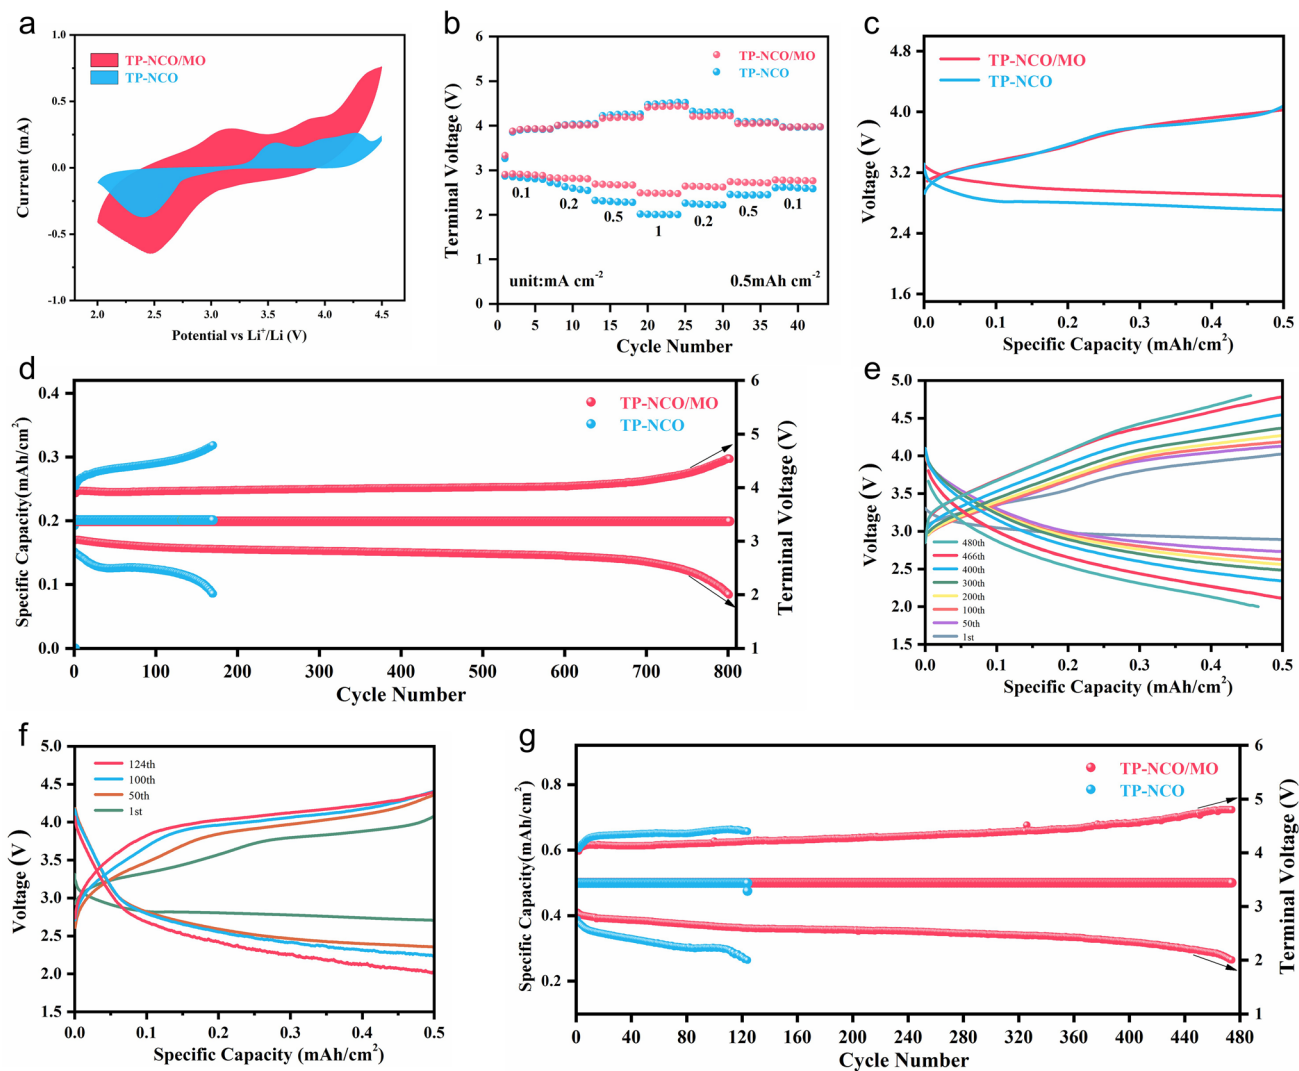 a
1.0
0.5
0.0
-0.5
-1.0
Current (mA)
TP-NCO/MO
TP-NCO
2.0 2.5 3.0 3.5 4.0 4.5
Potential vs Li⁺/Li (V)
b
6
5
4
3
2
1
0
Terminal Voltage (V)
TP-NCO/MO
TP-NCO
0.1
0.2
0.5
1
0.2
0.5
0.1
unit:mA cm⁻²
0.5mAh cm⁻²
0 5 10 15 20 25 30 35 40
Cycle Number
c
4.8
4.0
3.2
2.4
1.6
Voltage (V)
TP-NCO/MO
TP-NCO
0.0 0.1 0.2 0.3 0.4 0.5
Specific Capacity (mAh/cm²)
d
0.4
0.3
0.2
0.1
0.0
Specific Capacity(mAh/cm²)
TP-NCO/MO
TP-NCO
6
5
4
3
2
1
Terminal Voltage (V)
0 100 200 300 400 500 600 700 800
Cycle Number
e
5.0
4.5
4.0
3.5
3.0
2.5
2.0
1.5
Voltage (V)
480th
466th
400th
300th
200th
100th
50th
1st
0.0 0.1 0.2 0.3 0.4 0.5
Specific Capacity (mAh/cm²)
f
5.0
4.5
4.0
3.5
3.0
2.5
2.0
1.5
Voltage (V)
124th
100th
50th
1st
0.0 0.1 0.2 0.3 0.4 0.5
Specific Capacity (mAh/cm²)
g
0.8
0.6
0.4
0.2
Specific Capacity(mAh/cm²)
TP-NCO/MO
TP-NCO
6
5
4
3
2
1
Terminal Voltage (V)
0 40 80 120 160 200 240 280 320 360 400 440 480
Cycle Number